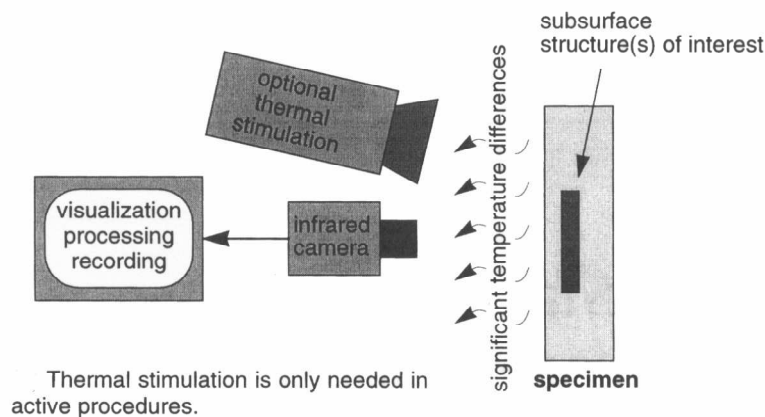 subsurface
structure(s) of interest
optional
thermal
stimulation
significant temperature differences
visualization
processing
recording
infrared
camera
specimen
Thermal stimulation is only needed in
active procedures.